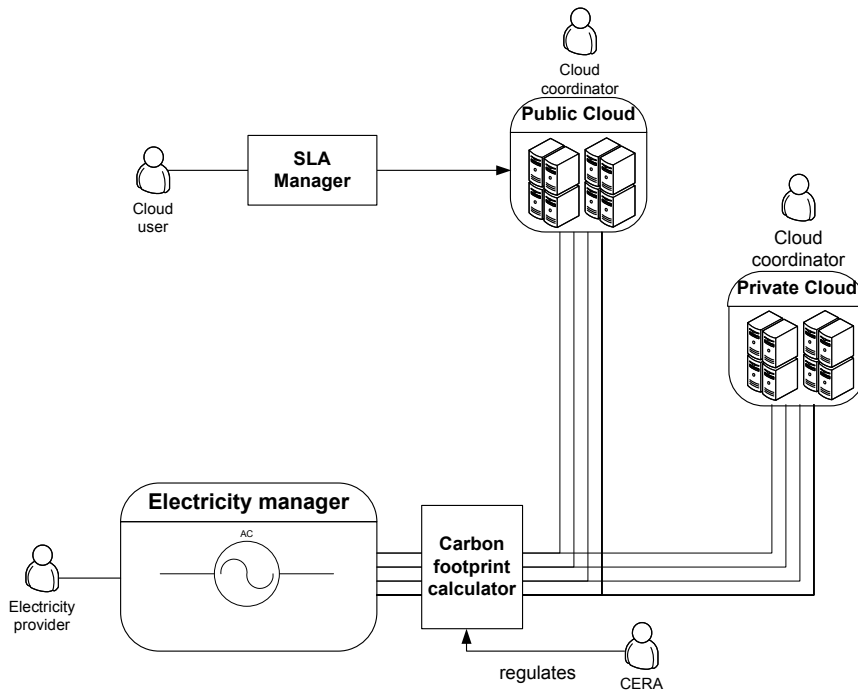 Cloud
coordinator
Public Cloud
SLA
Manager
Cloud
user
Cloud
coordinator
Private Cloud
Electricity manager
AC
Carbon
footprint
calculator
Electricity
provider
regulates
CERA